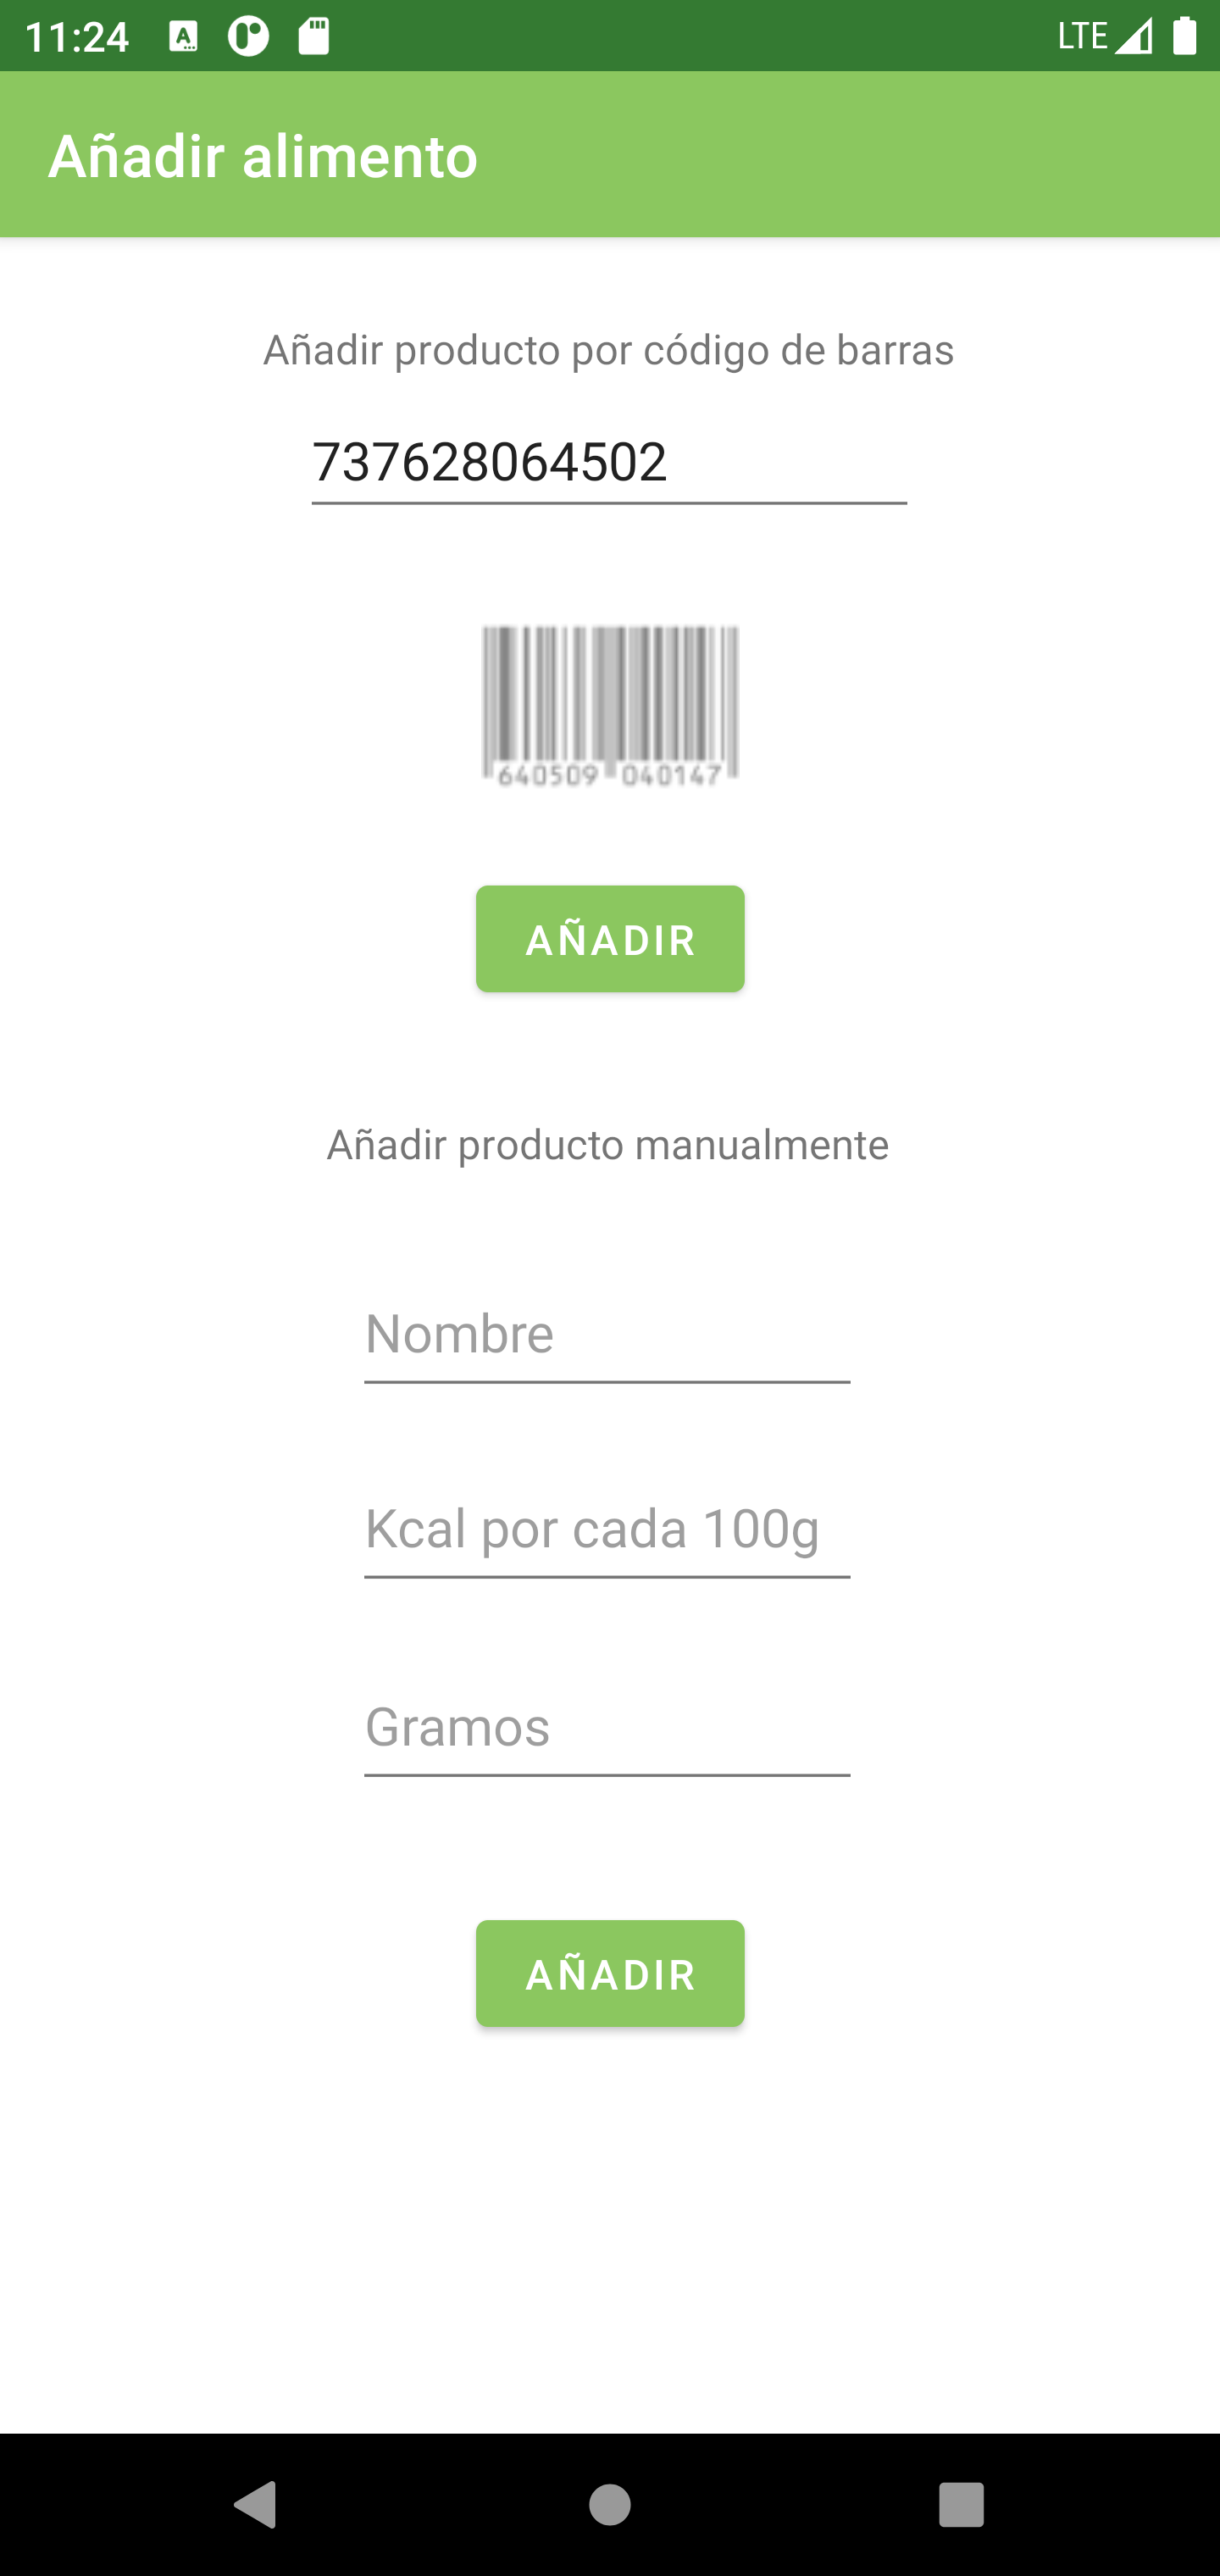 11:24 A LTE
Añadir alimento
Añadir producto por código de barras
737628064502
640509 040147
AÑADIR
Añadir producto manualmente
Nombre
Kcal por cada 100g
Gramos
AÑADIR